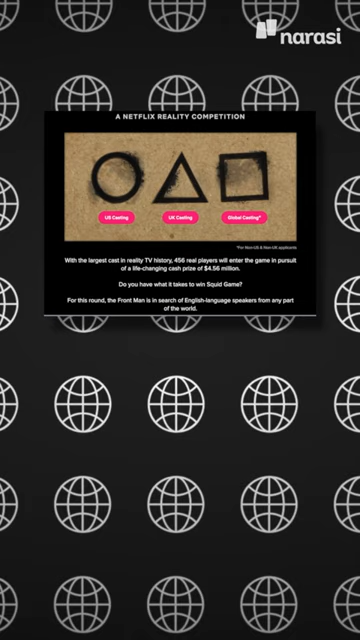 narasi
A NETFLIX REALITY COMPETITION
US Casting
UK Casting
Global Casting*
*For Non-US & Non-UK applicants
With the largest cast in reality TV history, 456 real players will enter the game in pursuit
of a life-changing cash prize of $4.56 million.
Do you have what it takes to win Squid Game?
For this round, the Front Man is in search of English-language speakers from any part
of the world.